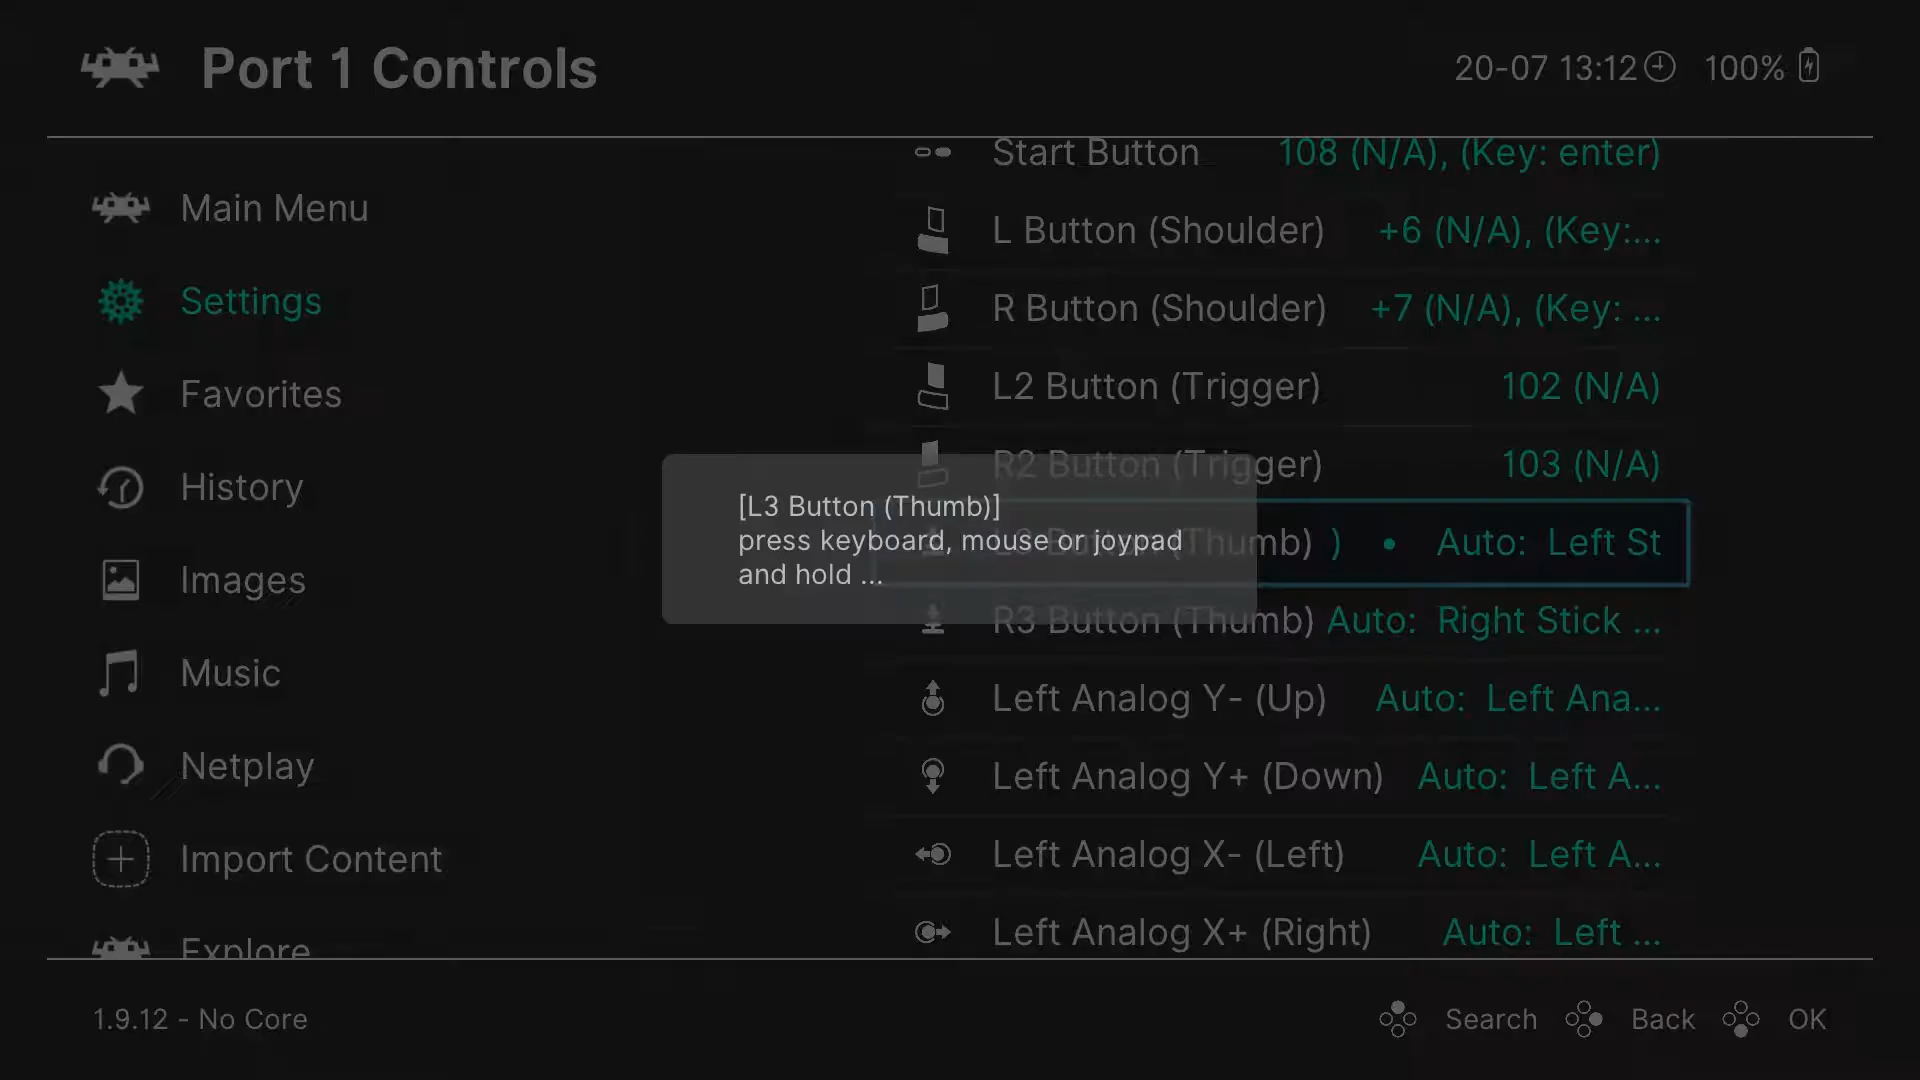 Port 1 Controls
20-07 13:12
100%
Main Menu
Settings
Favorites
History
Images
Music
Netplay
Import Content
Explore
Start Button 108 (N/A), (Key: enter)
L Button (Shoulder) +6 (N/A), (Key:...
R Button (Shoulder) +7 (N/A), (Key: ...
L2 Button (Trigger) 102 (N/A)
R2 Button (Trigger) 103 (N/A)
L3 Button (Thumb) ) • Auto: Left St
R3 Button (Thumb) Auto: Right Stick ...
Left Analog Y- (Up) Auto: Left Ana...
Left Analog Y+ (Down) Auto: Left A...
Left Analog X- (Left) Auto: Left A...
Left Analog X+ (Right) Auto: Left ...
[L3 Button (Thumb)]
press keyboard, mouse or joypad
and hold ...
1.9.12 - No Core
Search Back OK